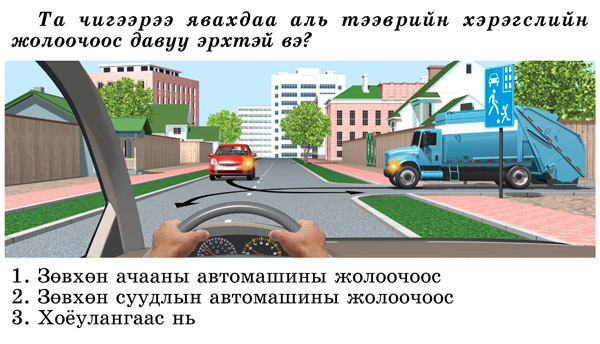 Та чигээрээ явахдаа аль тээврийн хэрэгслийн
жолоочоос давуу эрхтэй вэ?
1. Зөвхөн ачааны автомашины жолоочоос
2. Зөвхөн суудлын автомашины жолоочоос
3. Хоёулангаас нь